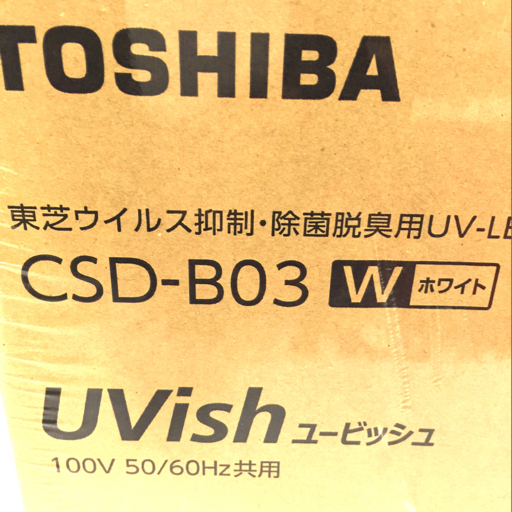 TOSHIBA
東芝ウイルス抑制・除菌脱臭用UV-LE
CSD-B03 W ホワイト
UVish ユービッシュ
100V 50/60Hz共用